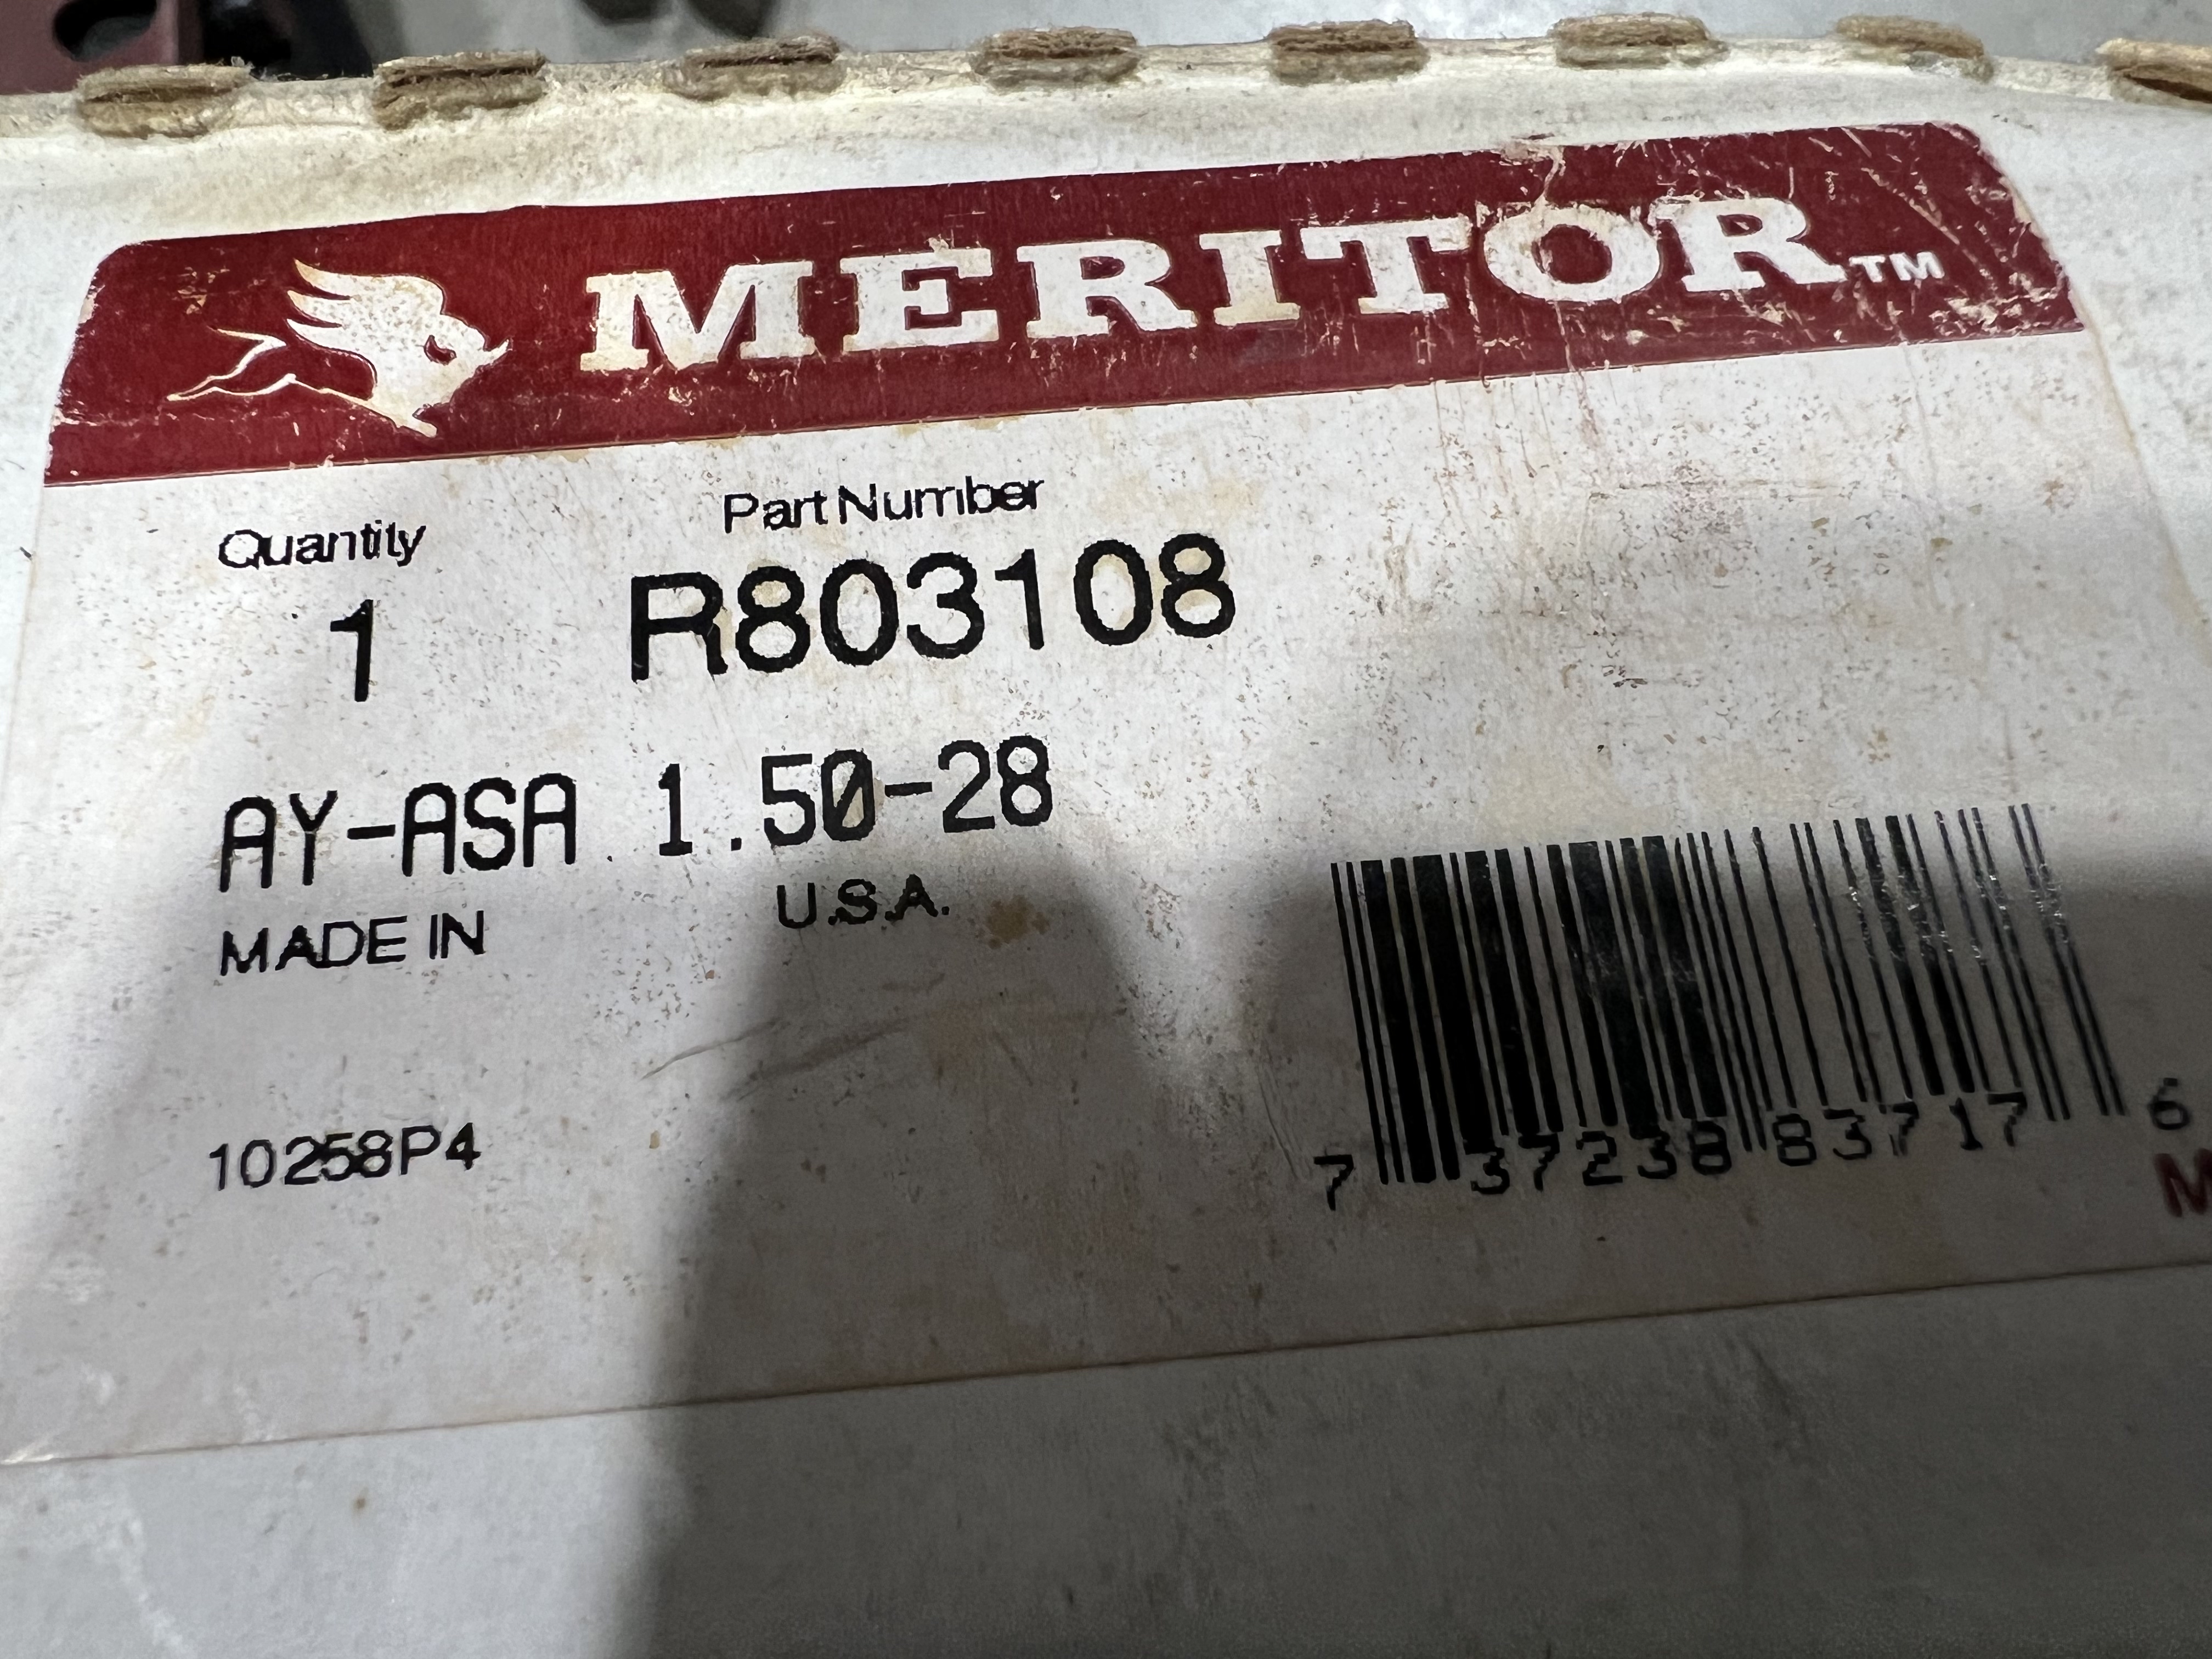 MERITOR™
Quantity Part Number
1 R803108
AY-ASA 1.50-28
MADE IN U.S.A.
10258P4
7 37238 83717 6
M